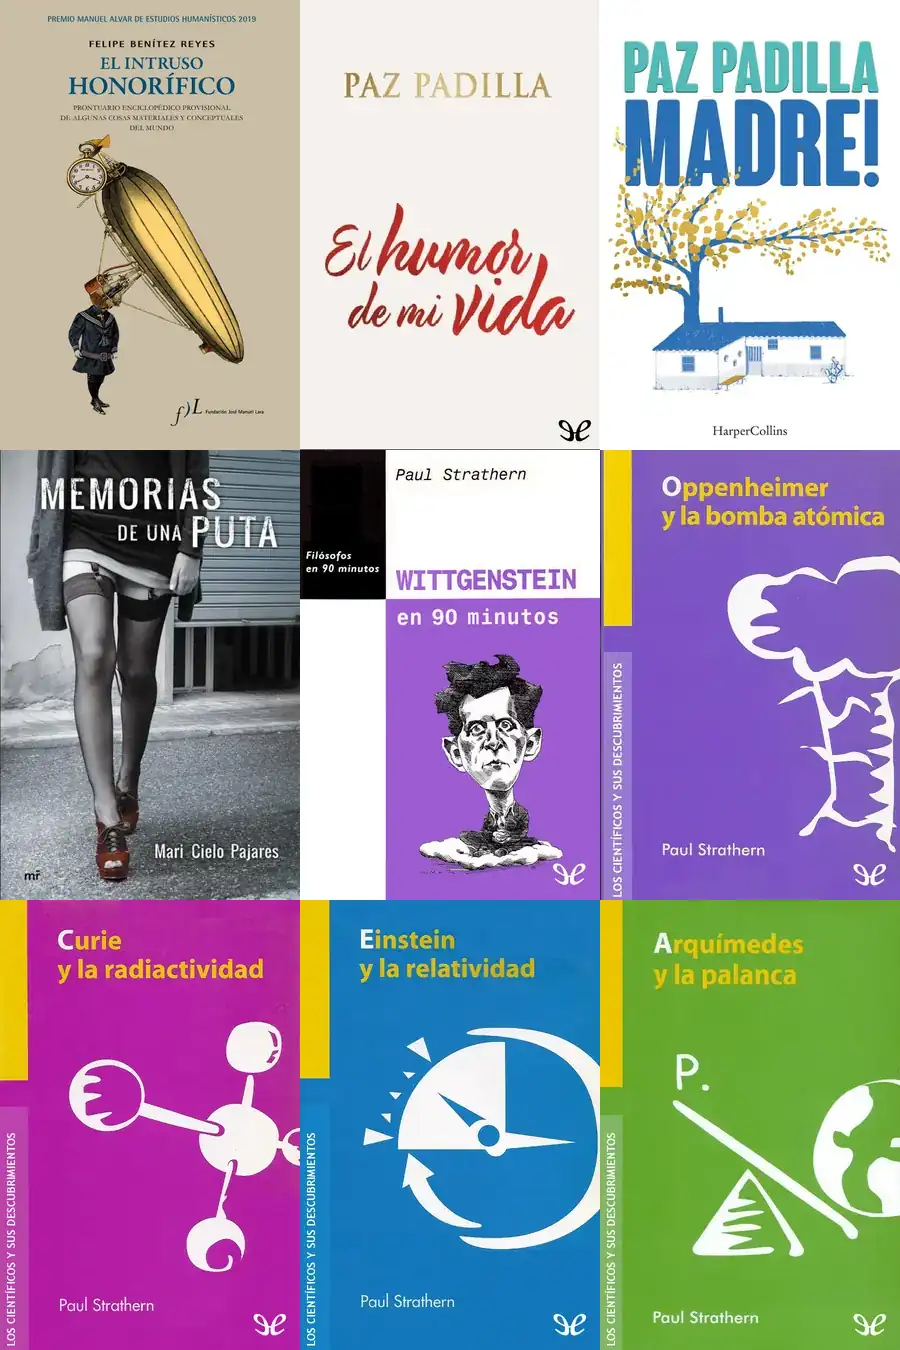 PREMIO MANUEL ALVAR DE ESTUDIOS HUMANÍSTICOS 2019
FELIPE BENÍTEZ REYES
EL INTRUSO
HONORÍFICO
PRONTUARIO ENCICLOPÉDICO PROVISIONAL
DE ALGUNAS COSAS MATERIALES Y CONCEPTUALES
DEL MUNDO
Fundación José Manuel Lara
PAZ PADILLA
El humor
de mi vida
PAZ PADILLA
MADRE!
HarperCollins
MEMORIAS
DE UNA PUTA
Mari Cielo Pajares
mr
Paul Strathern
Filósofos
en 90 minutos
WITTGENSTEIN
en 90 minutos
Oppenheimer
y la bomba atómica
LOS CIENTÍFICOS Y SUS DESCUBRIMIENTOS
Paul Strathern
Curie
y la radiactividad
LOS CIENTÍFICOS Y SUS DESCUBRIMIENTOS
Paul Strathern
Einstein
y la relatividad
LOS CIENTÍFICOS Y SUS DESCUBRIMIENTOS
Paul Strathern
Arquímedes
y la palanca
P.
LOS CIENTÍFICOS Y SUS DESCUBRIMIENTOS
Paul Strathern